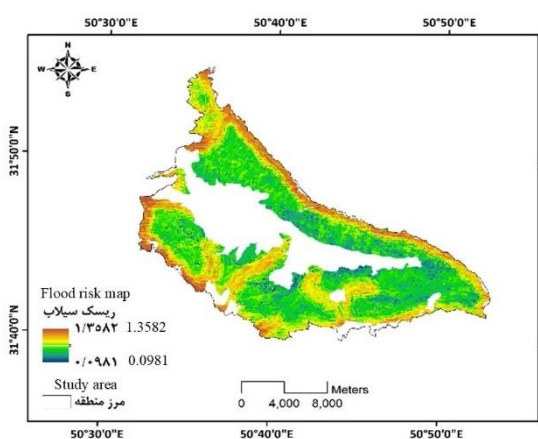 50°30'0"E 50°40'0"E 50°50'0"E
N
W E
S
31°50'0"N
31°40'0"N
Flood risk map
ریسک سیلاب
۱/۳۵۸۲ 1.3582
۰/۰۹۸۱ 0.0981
Study area
مرز منطقه
Meters
0 4,000 8,000
50°30'0"E 50°40'0"E 50°50'0"E